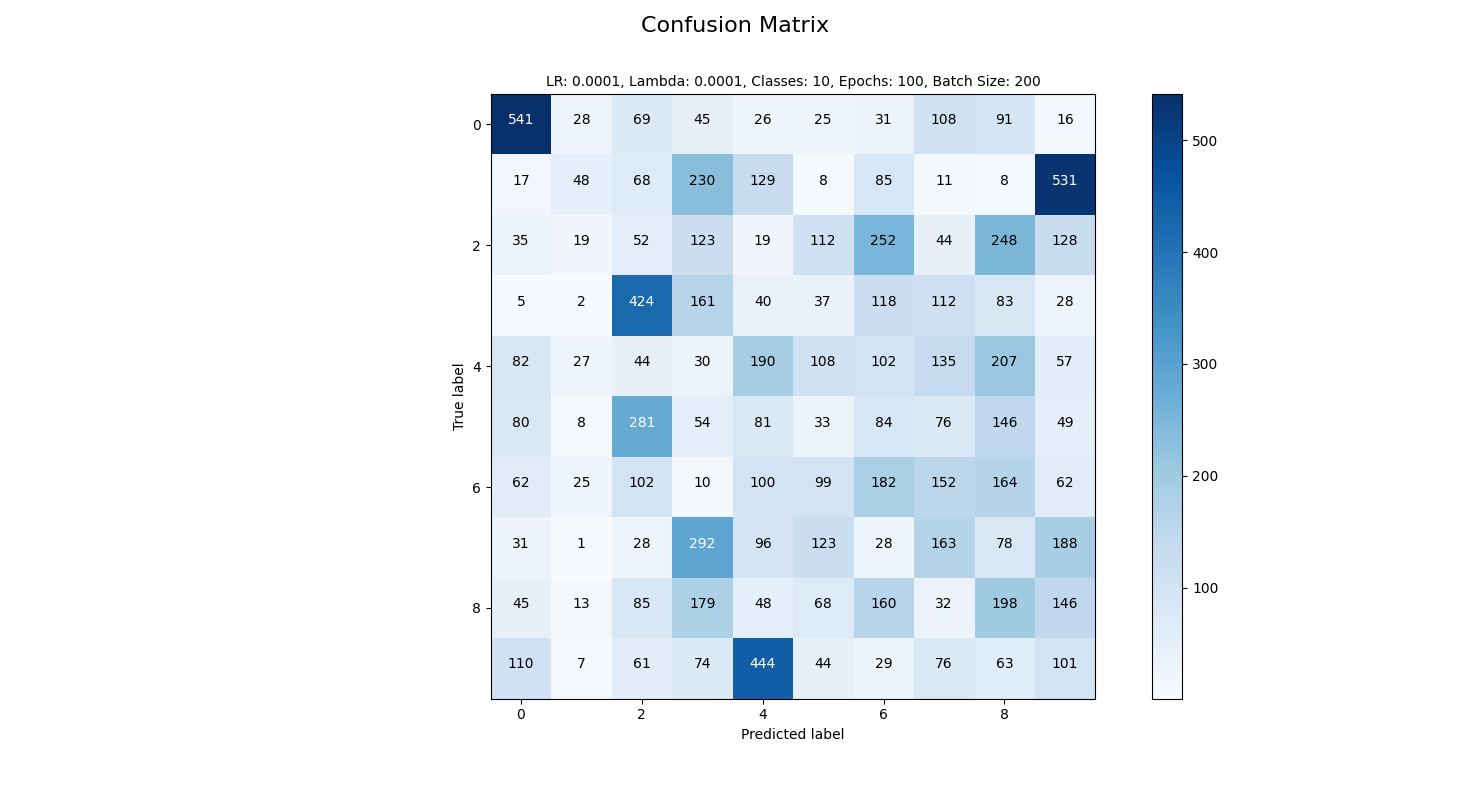 Confusion Matrix
LR: 0.0001, Lambda: 0.0001, Classes: 10, Epochs: 100, Batch Size: 200
0 541 28 69 45 26 25 31 108 91 16
17 48 68 230 129 8 85 11 8 531
2 35 19 52 123 19 112 252 44 248 128
5 2 424 161 40 37 118 112 83 28
4 82 27 44 30 190 108 102 135 207 57
80 8 281 54 81 33 84 76 146 49
6 62 25 102 10 100 99 182 152 164 62
31 1 28 292 96 123 28 163 78 188
8 45 13 85 179 48 68 160 32 198 146
110 7 61 74 444 44 29 76 63 101
0 2 4 6 8
Predicted label
True label
500
400
300
200
100